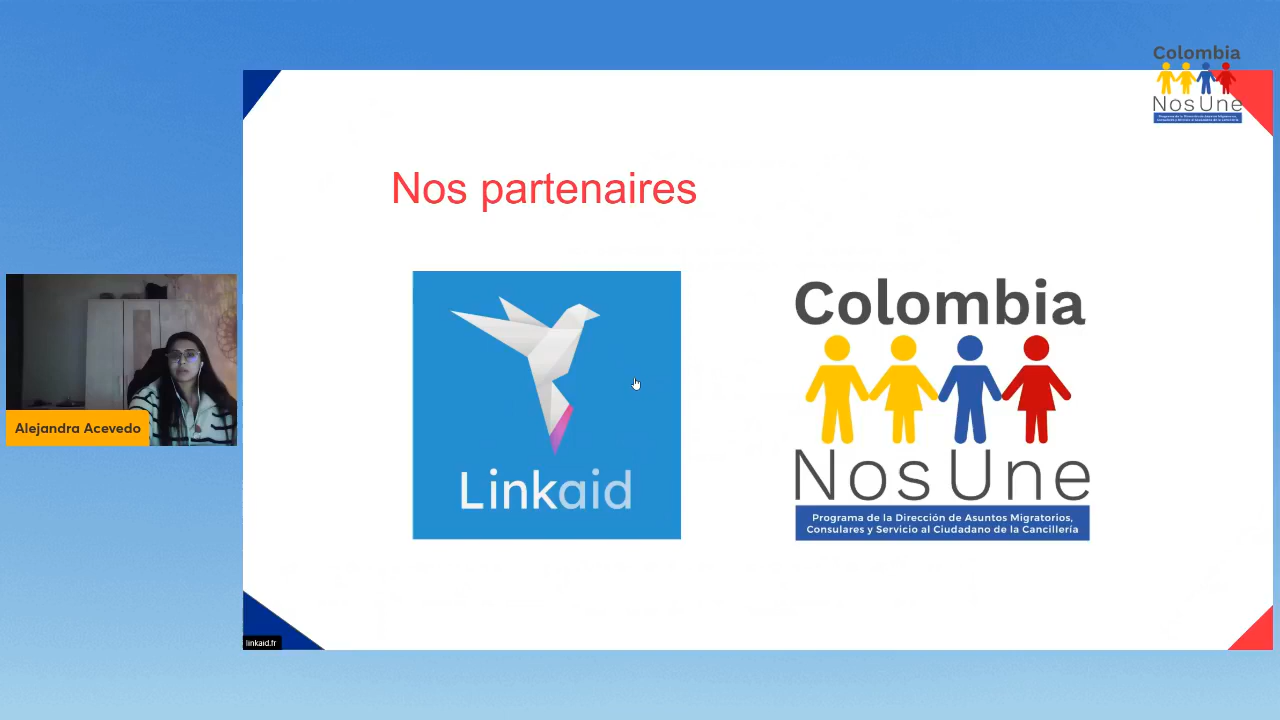 Colombia
Nos Une
Nos partenaires
Linkaid
Colombia
Nos Une
Programa de la Dirección de Asuntos Migratorios,
Consulares y Servicio al Ciudadano de la Cancillería
Alejandra Acevedo
linkaid.fr